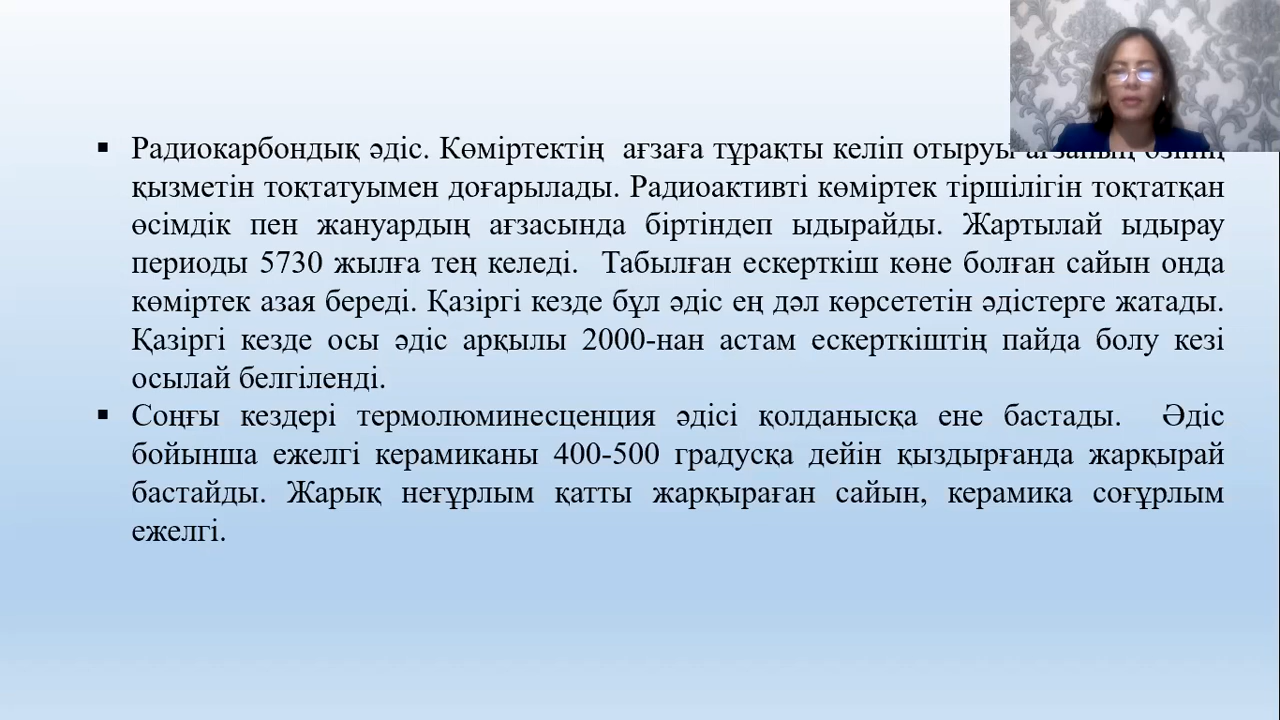 ▪ Радиокарбондық әдіс. Көміртектің ағзаға тұрақты келіп отыруы ағзаның өзінің
қызметін тоқтатуымен доғарылады. Радиоактивті көміртек тіршілігін тоқтатқан
өсімдік пен жануардың ағзасында біртіндеп ыдырайды. Жартылай ыдырау
периоды 5730 жылға тең келеді. Табылған ескерткіш көне болған сайын онда
көміртек азая береді. Қазіргі кезде бұл әдіс ең дәл көрсететін әдістерге жатады.
Қазіргі кезде осы әдіс арқылы 2000-нан астам ескерткіштің пайда болу кезі
осылай белгіленді.
▪ Соңғы кездері термолюминесценция әдісі қолданысқа ене бастады. Әдіс
бойынша ежелгі керамиканы 400-500 градусқа дейін қыздырғанда жарқырай
бастайды. Жарық неғұрлым қатты жарқыраған сайын, керамика соғұрлым
ежелгі.